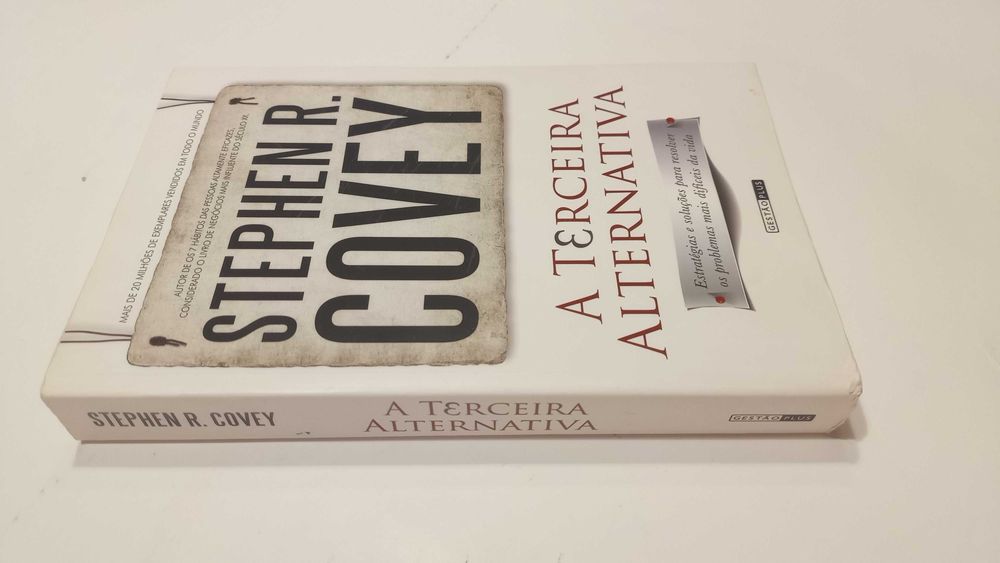 MAIS DE 20 MILHÕES DE EXEMPLARES VENDIDOS EM TODO O MUNDO
AUTOR DE OS 7 HÁBITOS DAS PESSOAS ALTAMENTE EFICAZES,
CONSIDERADO O LIVRO DE NEGÓCIOS MAIS INFLUENTE DO SÉCULO XX.
STEPHEN R.
COVEY
A TERCEIRA
ALTERNATIVA
Estratégias e soluções para resolver
os problemas mais difíceis da vida
GESTÃO PLUS
STEPHEN R. COVEY
A TERCEIRA
ALTERNATIVA
GESTÃO PLUS